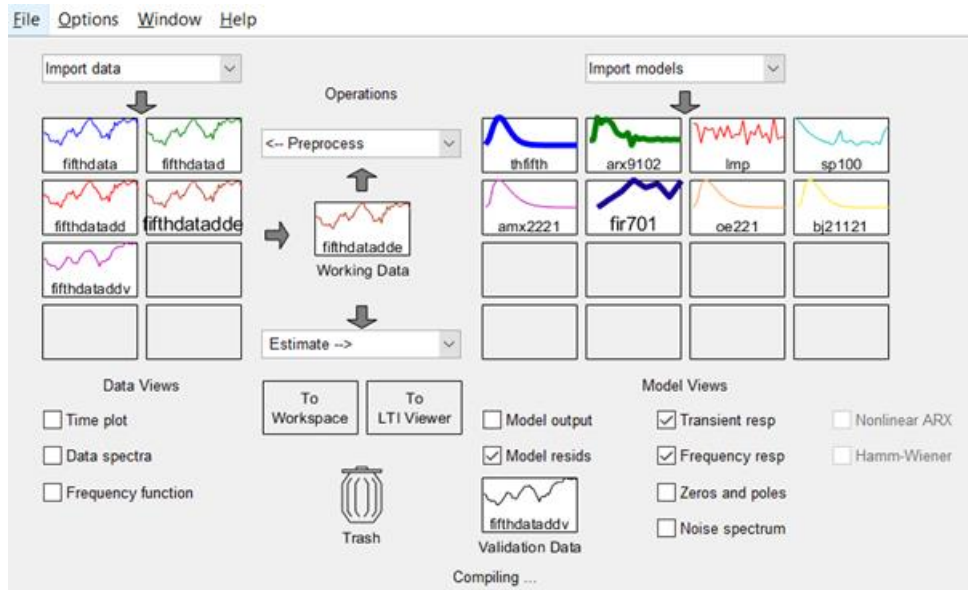 File Options Window Help
Import data
Import models
Operations
<-- Preprocess
fifthdata fifthdatad
thfifth arx9102 Imp sp100
fifthdatadd fifthdatadde
fifthdatadde
amx2221 fir701 oe221 bj21121
Working Data
fifthdataddv
Estimate -->
Data Views
Model Views
To Workspace
To LTI Viewer
Time plot
Model output Transient resp Nonlinear ARX
Data spectra
Model resids Frequency resp Hamm-Wiener
Frequency function
Zeros and poles
fifthdataddv
Noise spectrum
Trash
Validation Data
Compiling ...